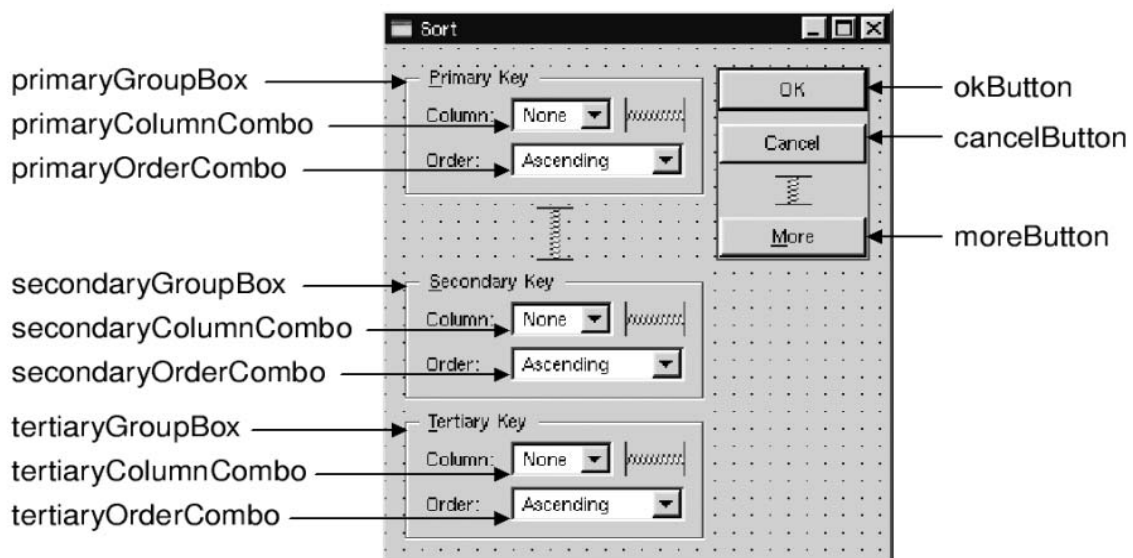 Sort
primaryGroupBox
Primary Key
OK
okButton
primaryColumnCombo
Column: None
cancelButton
Cancel
primaryOrderCombo
Order: Ascending
More
moreButton
secondaryGroupBox
Secondary Key
secondaryColumnCombo
Column: None
secondaryOrderCombo
Order: Ascending
tertiaryGroupBox
Tertiary Key
tertiaryColumnCombo
Column: None
tertiaryOrderCombo
Order: Ascending